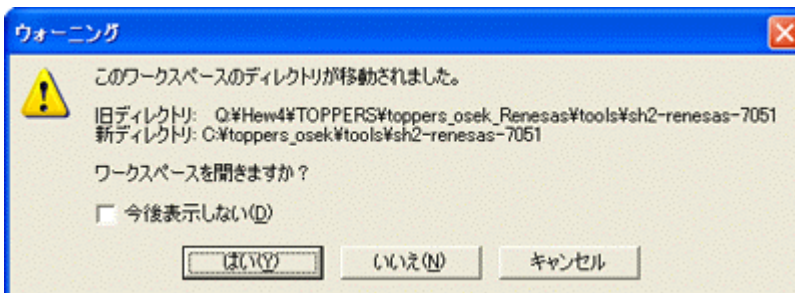 ウォーニング
このワークスペースのディレクトリが移動されました。
旧ディレクトリ: Q:¥Hew4¥TOPPERS¥toppers_osek_Renesas¥tools¥sh2-renesas-7051
新ディレクトリ: C:¥toppers_osek¥tools¥sh2-renesas-7051
ワークスペースを開きますか？
今後表示しない(D)
はい(Y) いいえ(N) キャンセル